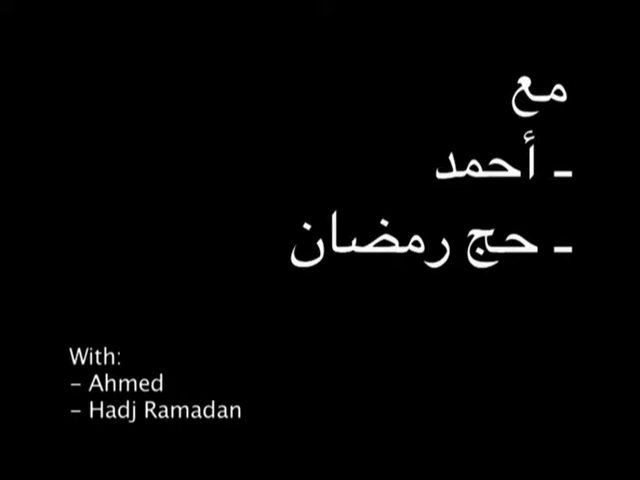 مع
- أحمد
- حج رمضان
With:
- Ahmed
- Hadj Ramadan